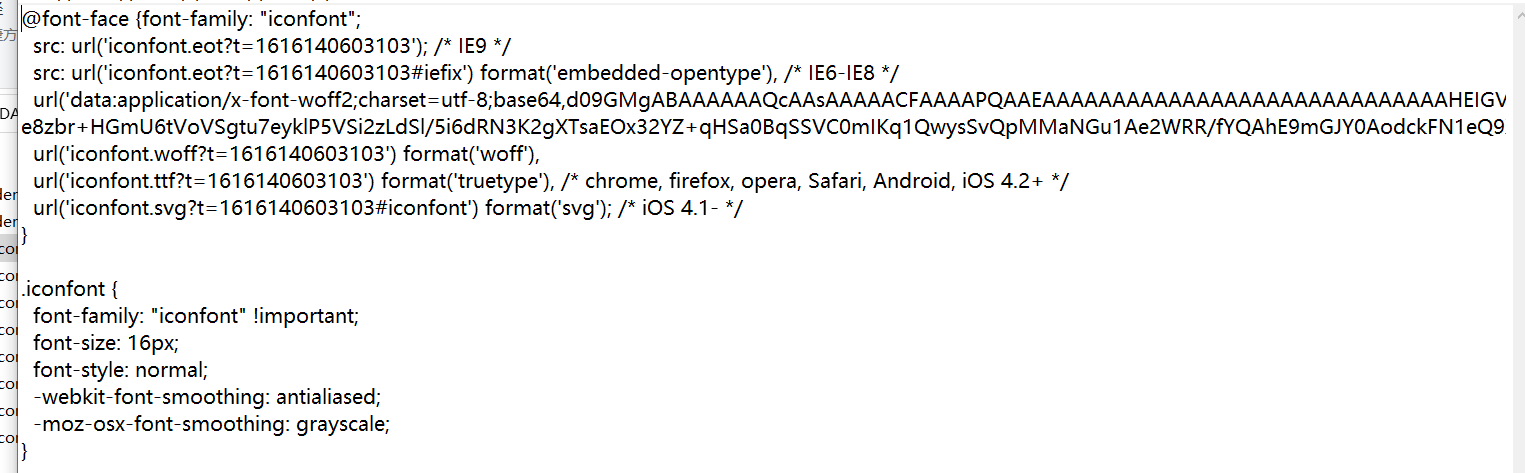 @font-face {font-family: "iconfont";
src: url('iconfont.eot?t=1616140603103'); /* IE9 */
src: url('iconfont.eot?t=1616140603103#iefix') format('embedded-opentype'), /* IE6-IE8 */
url('data:application/x-font-woff2;charset=utf-8;base64,d09GMgABAAAAAAQcAAsAAAAACFAAAAPQAAEAAAAAAAAAAAAAAAAAAAAAAAAAAAAAAAAAHEIGV
e8zbr+HGmU6tVoVSgtu7eyklP5VSi2zLdSl/5i6dRN3K2gXTsaEOx32YZ+qHSa0BqSSVC0mIKq1QwysSvQpMMaNGu1Ae2WRR/fYQAhE9mGJY0AodckFN1eQ9
url('iconfont.woff?t=1616140603103') format('woff'),
url('iconfont.ttf?t=1616140603103') format('truetype'), /* chrome, firefox, opera, Safari, Android, iOS 4.2+ */
url('iconfont.svg?t=1616140603103#iconfont') format('svg'); /* iOS 4.1- */
}
.iconfont {
font-family: "iconfont" !important;
font-size: 16px;
font-style: normal;
-webkit-font-smoothing: antialiased;
-moz-osx-font-smoothing: grayscale;
}